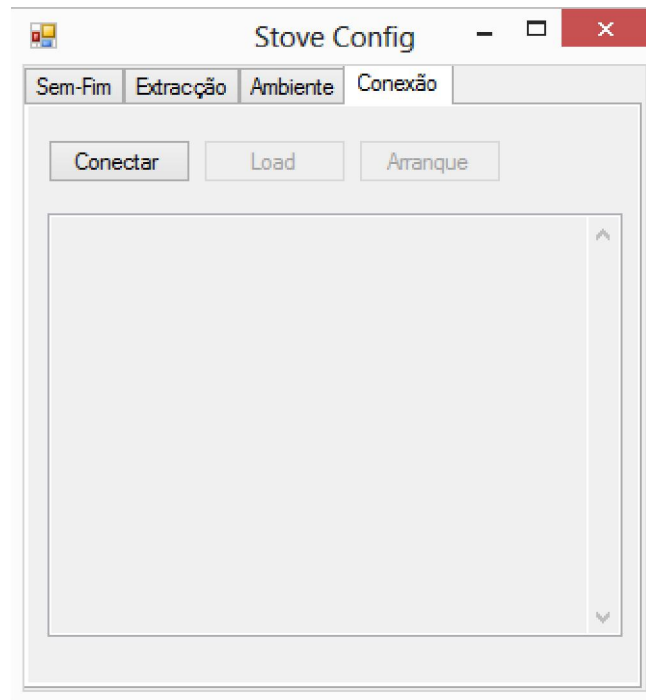 Stove Config
Sem-Fim Extracção Ambiente Conexão
Conectar Load Arranque